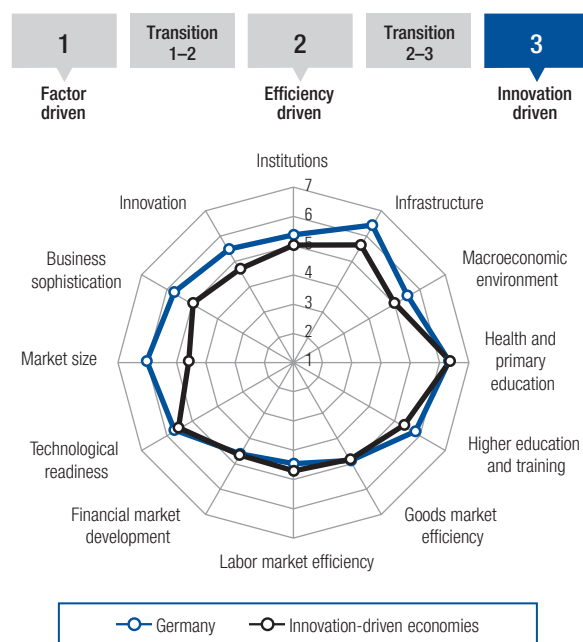 1
Transition
1–2
2
Transition
2–3
3
Factor
driven
Efficiency
driven
Innovation
driven
Institutions
Innovation
Infrastructure
Business
sophistication
Macroeconomic
environment
Market size
Health and
primary
education
Technological
readiness
Higher education
and training
Financial market
development
Goods market
efficiency
Labor market efficiency
7
6
5
4
3
2
1
Germany
Innovation-driven economies